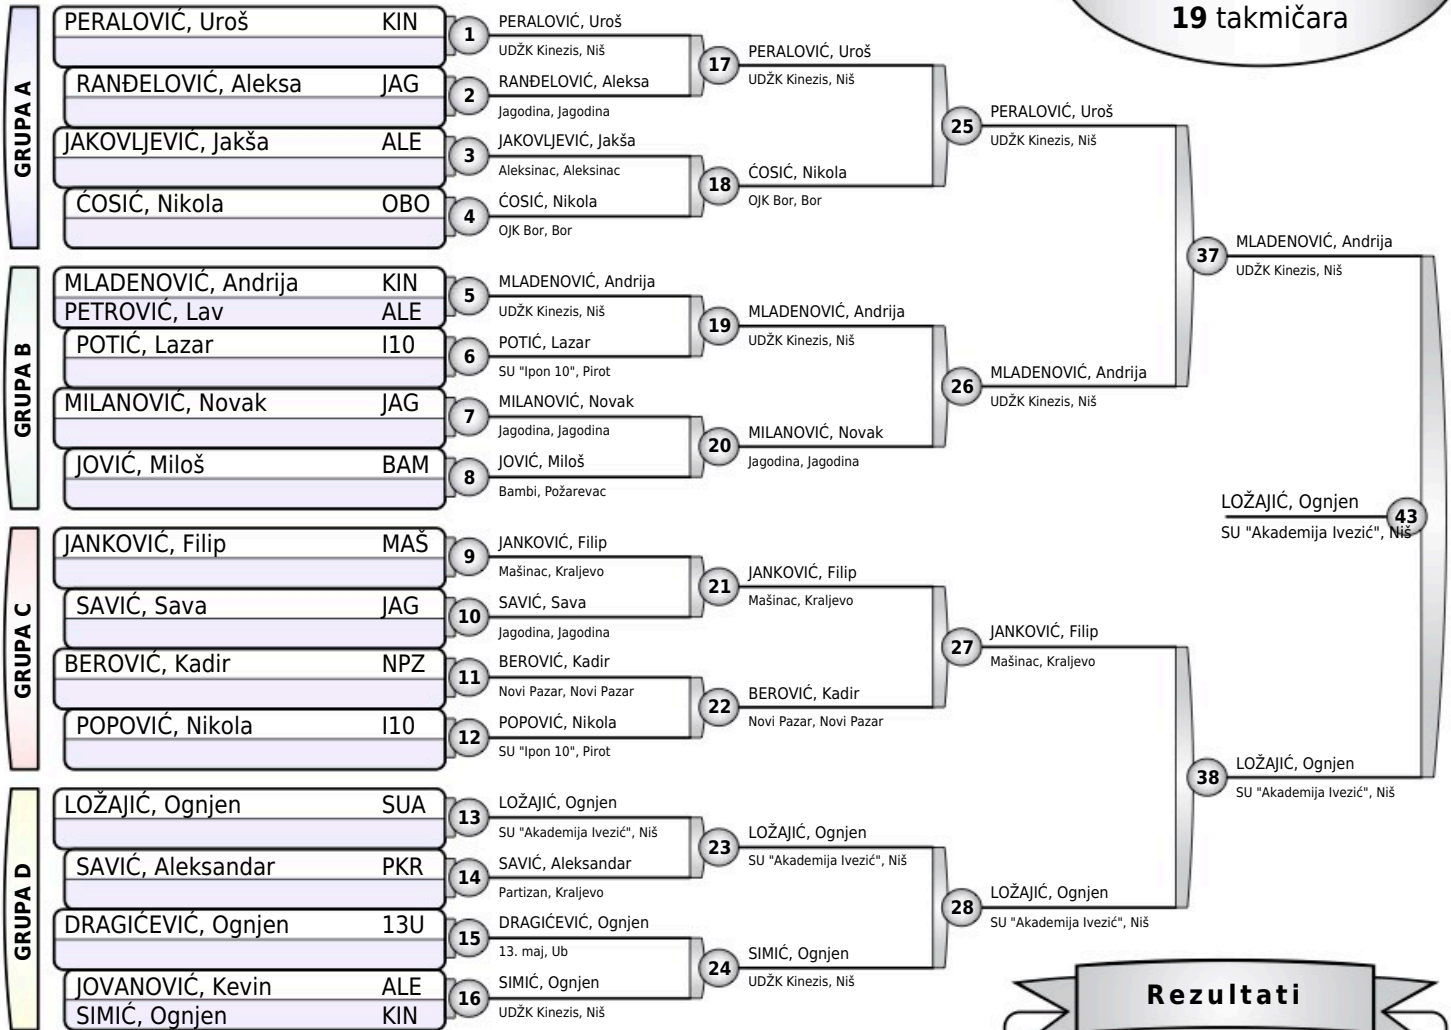 19 takmičara
GRUPA A
PERALOVIĆ, Uroš KIN
RANĐELOVIĆ, Aleksa JAG
JAKOVLJEVIĆ, Jakša ALE
ĆOSIĆ, Nikola OBO
GRUPA B
MLADENOVIĆ, Andrija KIN
PETROVIĆ, Lav ALE
POTIĆ, Lazar I10
MILANOVIĆ, Novak JAG
JOVIĆ, Miloš BAM
GRUPA C
JANKOVIĆ, Filip MAŠ
SAVIĆ, Sava JAG
BEROVIĆ, Kadir NPZ
POPOVIĆ, Nikola I10
GRUPA D
LOŽAJIĆ, Ognjen SUA
SAVIĆ, Aleksandar PKR
DRAGIĆEVIĆ, Ognjen 13U
JOVANOVIĆ, Kevin ALE
SIMIĆ, Ognjen KIN
1
PERALOVIĆ, Uroš
UDŽK Kinezis, Niš
2
RANĐELOVIĆ, Aleksa
Jagodina, Jagodina
3
JAKOVLJEVIĆ, Jakša
Aleksinac, Aleksinac
4
ĆOSIĆ, Nikola
OJK Bor, Bor
5
MLADENOVIĆ, Andrija
UDŽK Kinezis, Niš
6
POTIĆ, Lazar
SU "Ipon 10", Pirot
7
MILANOVIĆ, Novak
Jagodina, Jagodina
8
JOVIĆ, Miloš
Bambi, Požarevac
9
JANKOVIĆ, Filip
Mašinac, Kraljevo
10
SAVIĆ, Sava
Jagodina, Jagodina
11
BEROVIĆ, Kadir
Novi Pazar, Novi Pazar
12
POPOVIĆ, Nikola
SU "Ipon 10", Pirot
13
LOŽAJIĆ, Ognjen
SU "Akademija Ivezić", Niš
14
SAVIĆ, Aleksandar
Partizan, Kraljevo
15
DRAGIĆEVIĆ, Ognjen
13. maj, Ub
16
SIMIĆ, Ognjen
UDŽK Kinezis, Niš
17
PERALOVIĆ, Uroš
UDŽK Kinezis, Niš
18
ĆOSIĆ, Nikola
OJK Bor, Bor
19
MLADENOVIĆ, Andrija
UDŽK Kinezis, Niš
20
MILANOVIĆ, Novak
Jagodina, Jagodina
21
JANKOVIĆ, Filip
Mašinac, Kraljevo
22
BEROVIĆ, Kadir
Novi Pazar, Novi Pazar
23
LOŽAJIĆ, Ognjen
SU "Akademija Ivezić", Niš
24
SIMIĆ, Ognjen
UDŽK Kinezis, Niš
25
PERALOVIĆ, Uroš
UDŽK Kinezis, Niš
26
MLADENOVIĆ, Andrija
UDŽK Kinezis, Niš
27
JANKOVIĆ, Filip
Mašinac, Kraljevo
28
LOŽAJIĆ, Ognjen
SU "Akademija Ivezić", Niš
37
MLADENOVIĆ, Andrija
UDŽK Kinezis, Niš
38
LOŽAJIĆ, Ognjen
SU "Akademija Ivezić", Niš
LOŽAJIĆ, Ognjen
43
SU "Akademija Ivezić", Niš
Rezultati